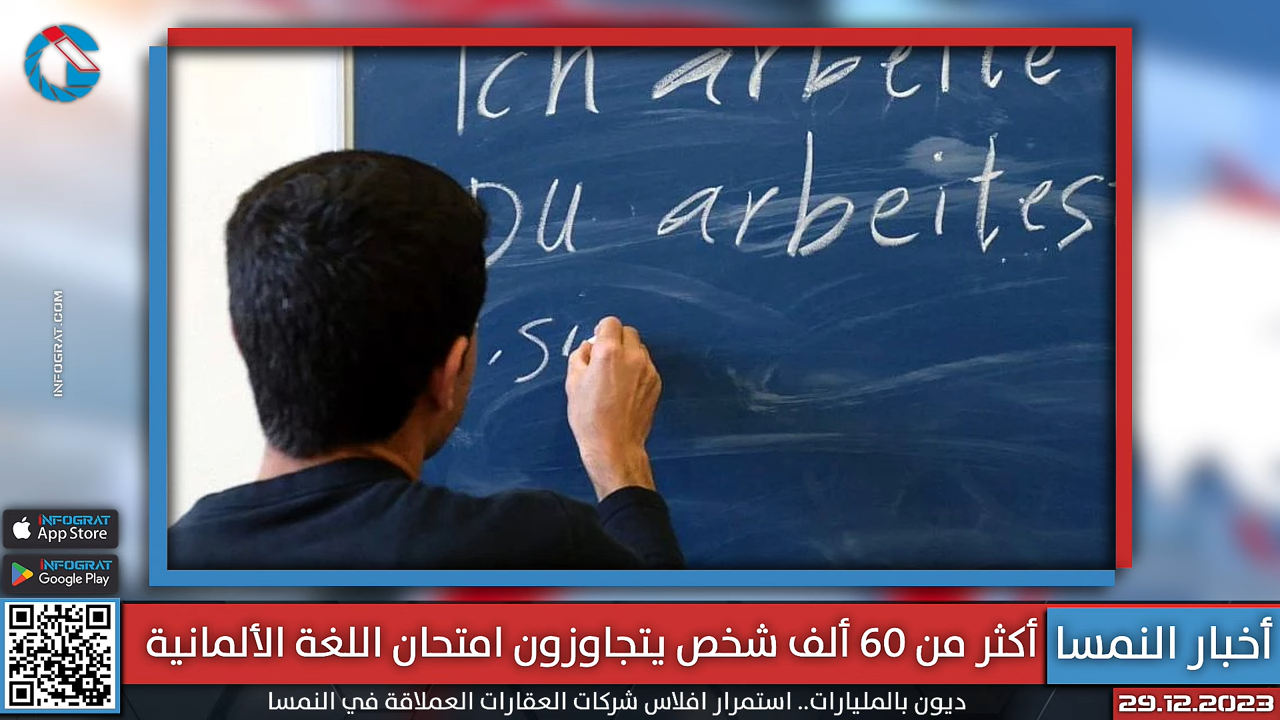 Ich arbeite
Du arbeites
INFOGRAT.COM
INFOGRAT
App Store
INFOGRAT
Google Play
أخبار النمسا
أكثر من 60 ألف شخص يتجاوزون امتحان اللغة الألمانية
29.12.2023
ديون بالمليارات.. استمرار افلاس شركات العقارات العملاقة في النمسا